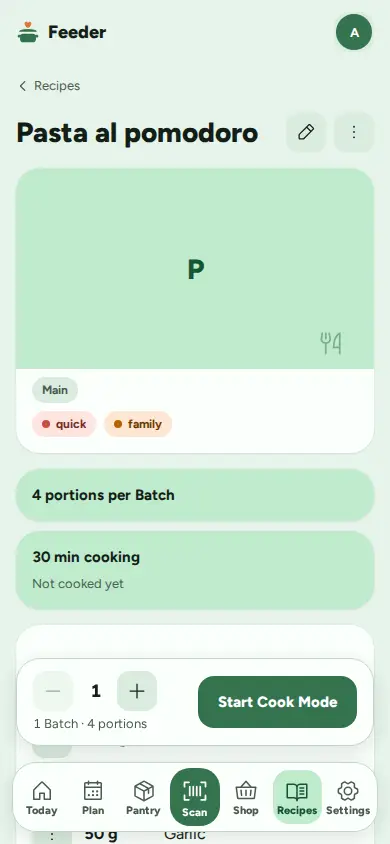 Feeder
A
Recipes
Pasta al pomodoro
P
Main
quick
family
4 portions per Batch
30 min cooking
Not cooked yet
1
Start Cook Mode
1 Batch · 4 portions
Today
Plan
Pantry
Scan
Shop
Recipes
Settings
50 g
Garlic